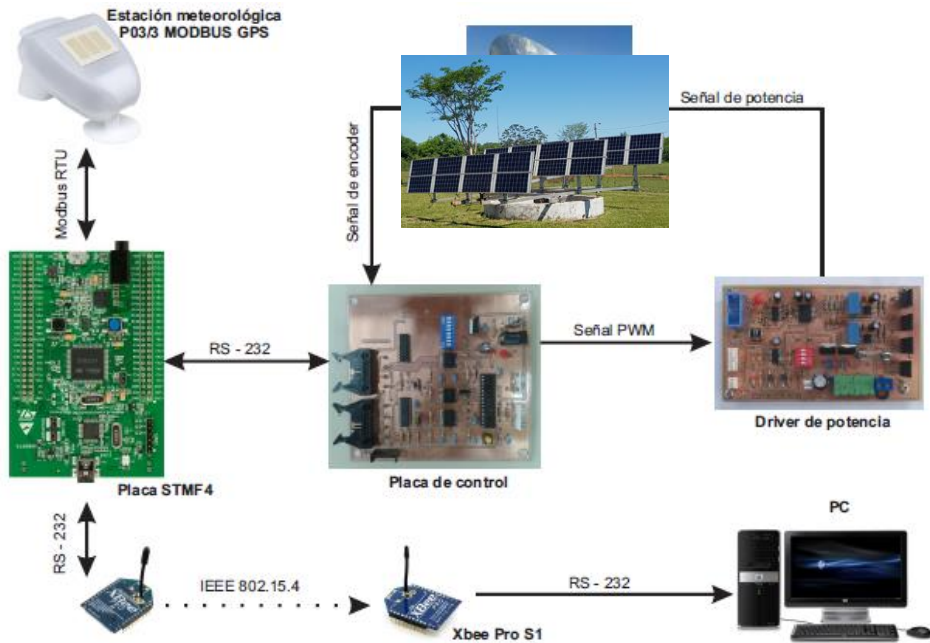 Estación meteorológica
P03/3 MODBUS GPS
Señal de potencia
Señal de encoder
Modbus RTU
RS - 232
Señal PWM
Placa STMF4
Placa de control
Driver de potencia
RS - 232
IEEE 802.15.4
XBee
Xbee Pro S1
RS - 232
PC